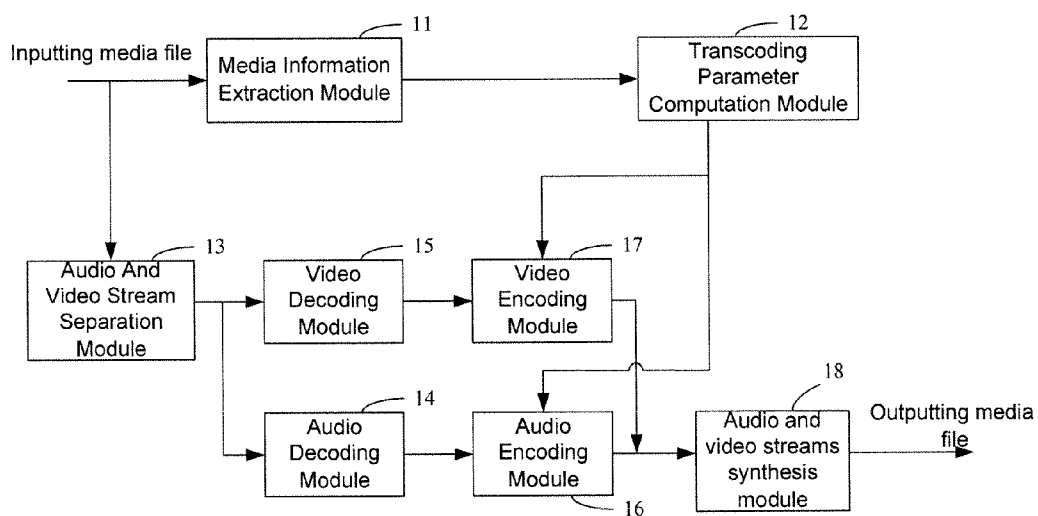 11
12
Inputting media file
Media Information
Extraction Module
Transcoding
Parameter
Computation Module
13
15
17
Audio And
Video Stream
Separation
Module
Video
Decoding
Module
Video
Encoding
Module
14
18
Audio
Decoding
Module
Audio
Encoding
Module
Audio and
video streams
synthesis
module
Outputting media
file
16